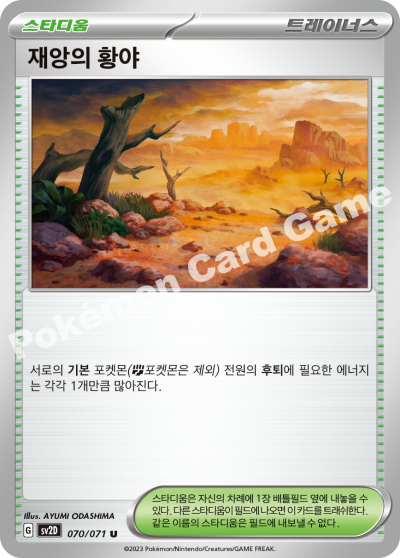 스타디움 트레이너스
재앙의 황야
Pokémon Card Game
서로의 기본 포켓몬(포켓몬은 제외) 전원의 후퇴에 필요한 에너지
는 각각 1개만큼 많아진다.
Illus. AYUMI ODASHIMA
G SV2D 070/071 U
스타디움은 자신의 차례에 1장 배틀필드 옆에 내놓을 수
있다. 다른 스타디움이 필드에 나오면 이 카드를 트래쉬한다.
같은 이름의 스타디움은 필드에 내보낼 수 없다.
©2023 Pokémon/Nintendo/Creatures/GAME FREAK.